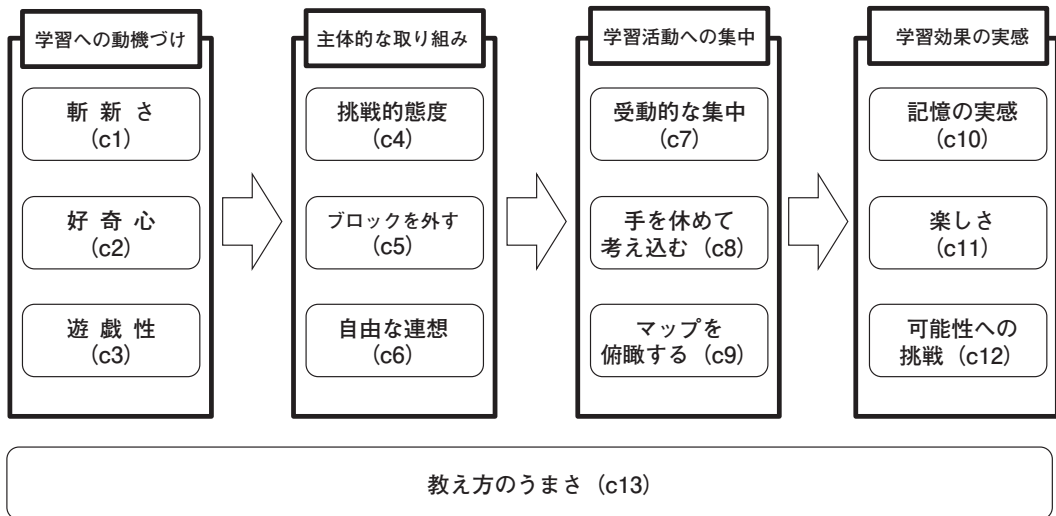 学習への動機づけ
斬 新 さ
（c1）
好 奇 心
（c2）
遊 戯 性
（c3）
主体的な取り組み
挑戦的態度
（c4）
ブロックを外す
（c5）
自由な連想
（c6）
学習活動への集中
受動的な集中
（c7）
手を休めて
考え込む（c8）
マップを
俯瞰する（c9）
学習効果の実感
記憶の実感
（c10）
楽しさ
（c11）
可能性への
挑戦（c12）
教え方のうまさ（c13）